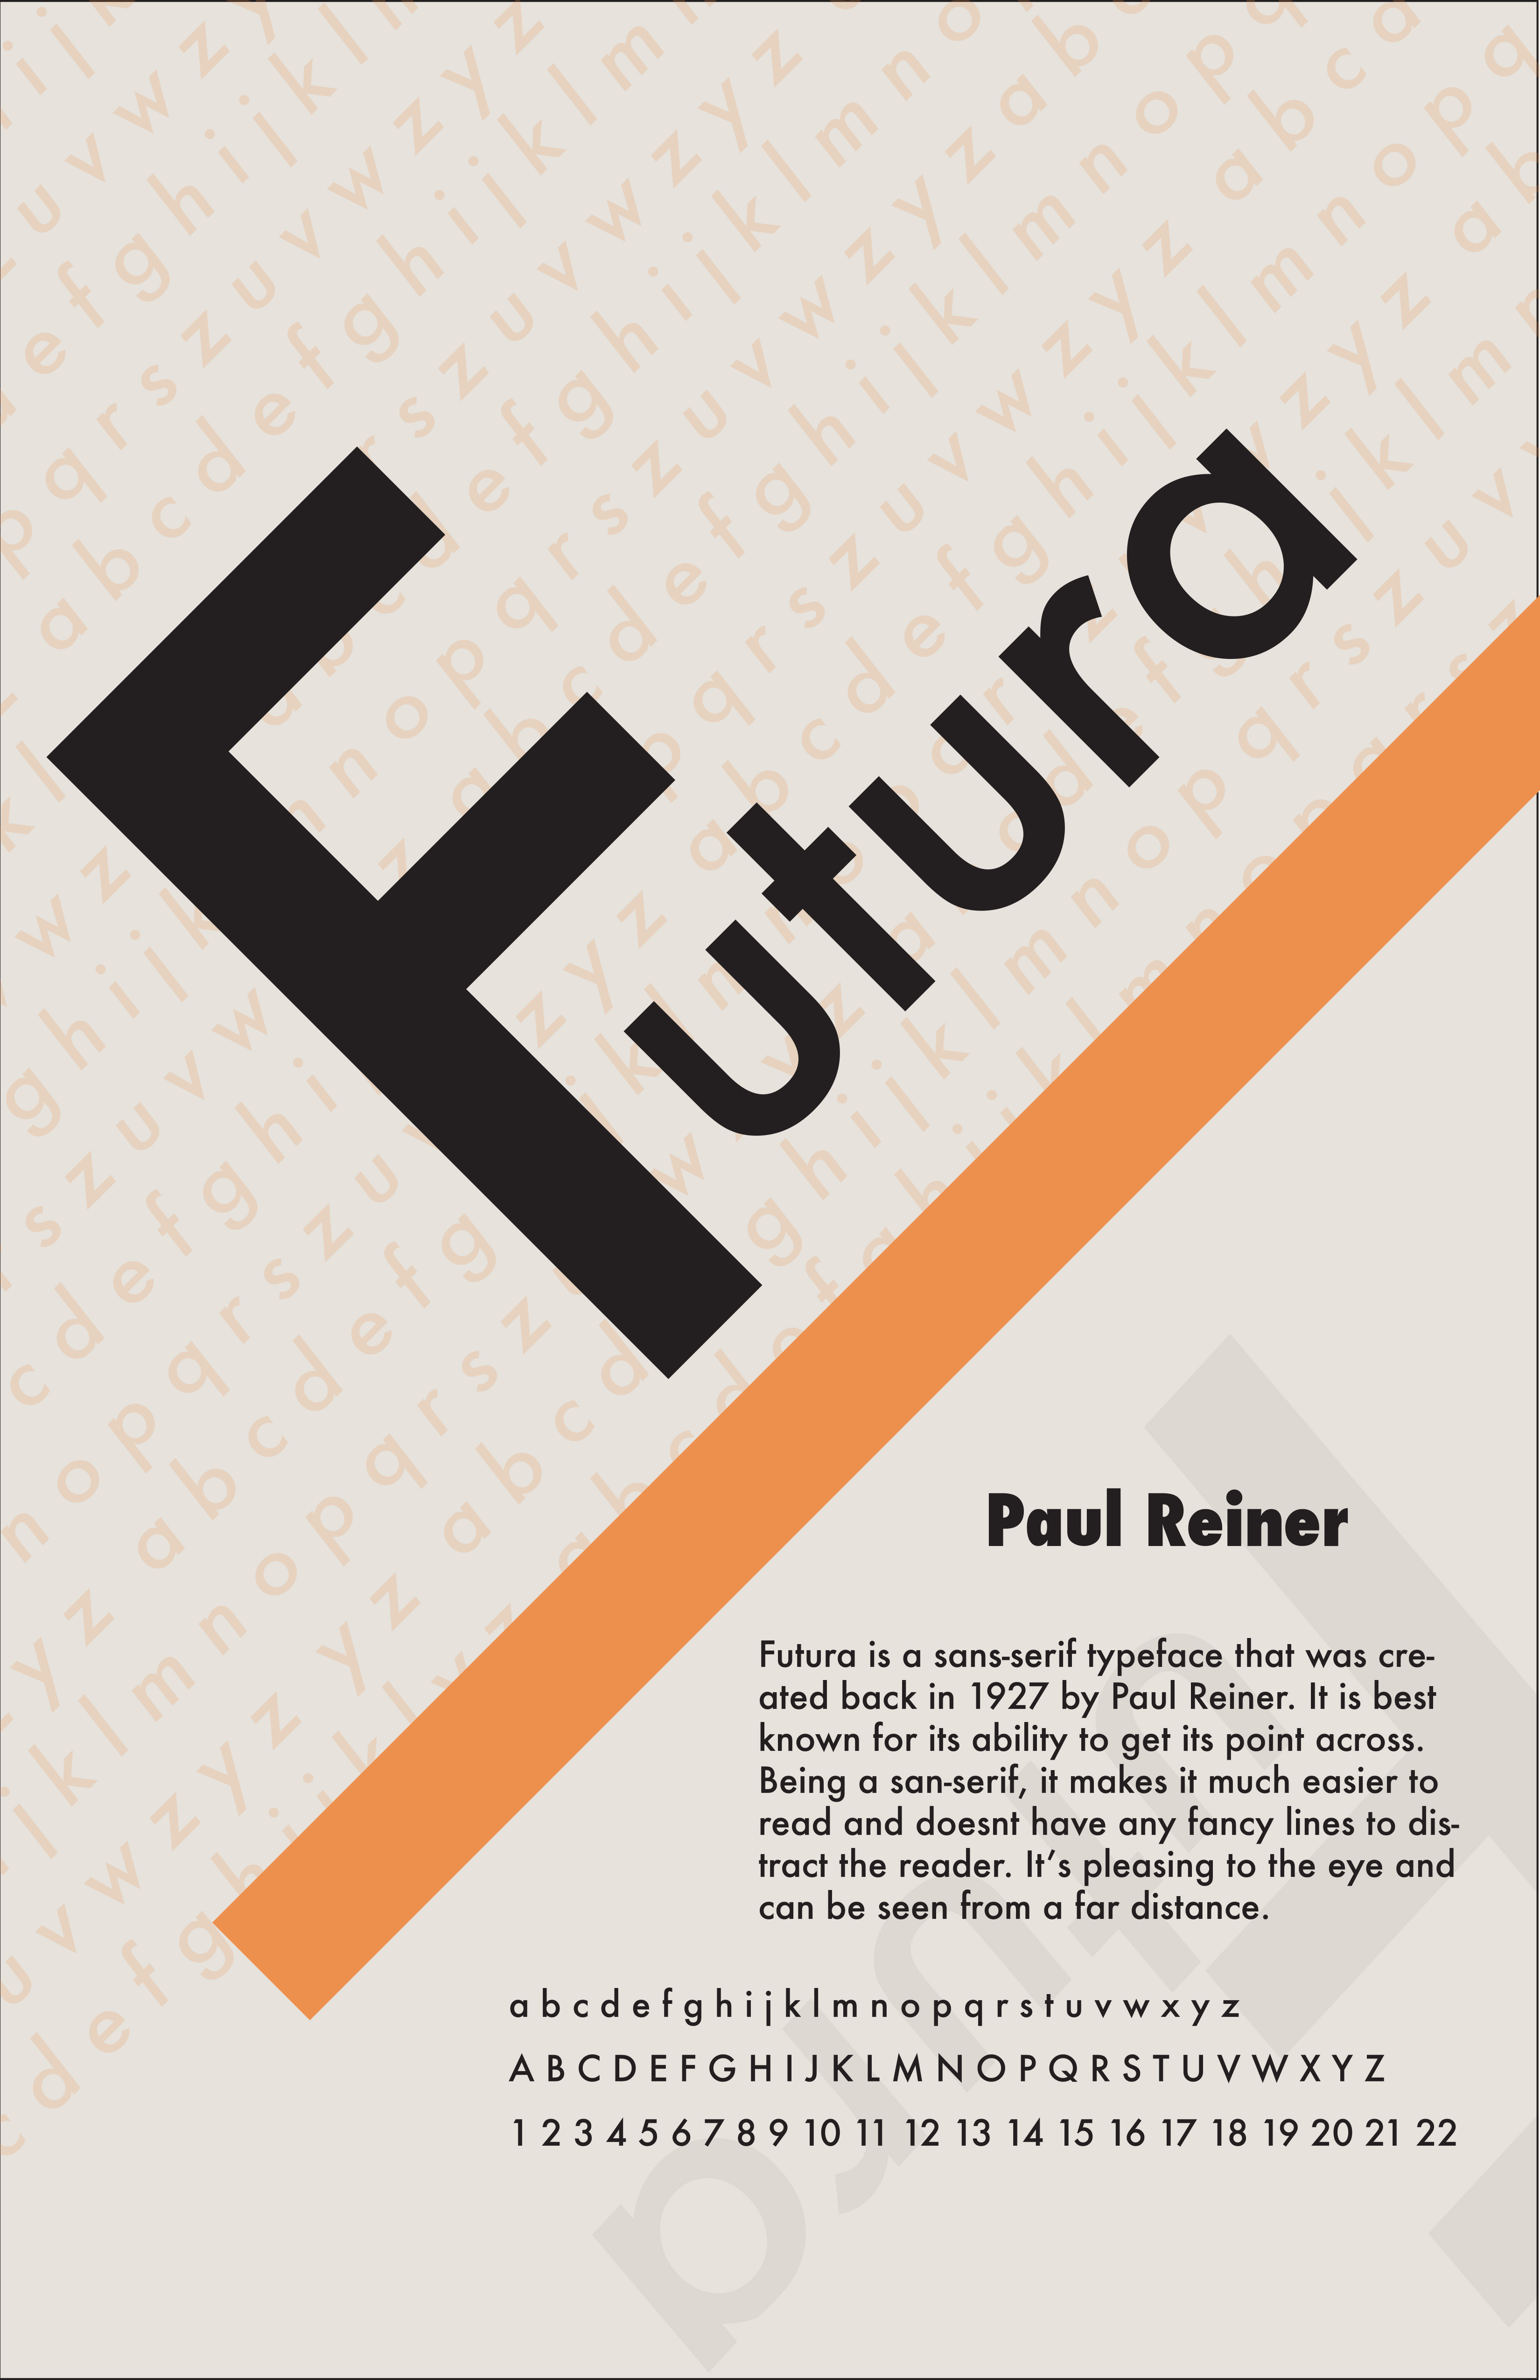 Futura
Paul Reiner
Futura is a sans-serif typeface that was cre-
ated back in 1927 by Paul Reiner. It is best
known for its ability to get its point across.
Being a san-serif, it makes it much easier to
read and doesnt have any fancy lines to dis-
tract the reader. It's pleasing to the eye and
can be seen from a far distance.
a b c d e f g h i j k l m n o p q r s t u v w x y z
A B C D E F G H I J K L M N O P Q R S T U V W X Y Z
1 2 3 4 5 6 7 8 9 10 11 12 13 14 15 16 17 18 19 20 21 22
Futura